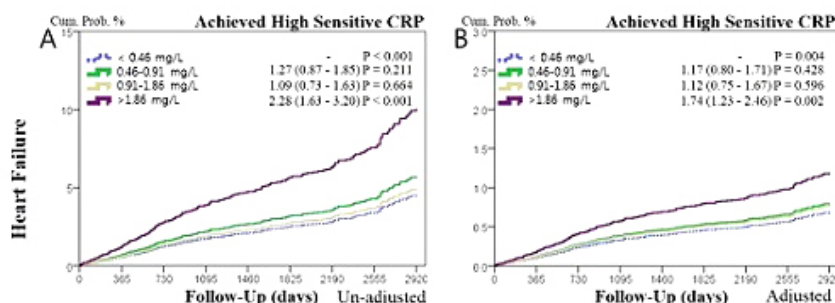 Cum. Prob. %
Achieved High Sensitive CRP
A
15
10
5
0
< 0.46 mg/L - P < 0.001
0.46-0.91 mg/L 1.27 (0.87 - 1.85) P = 0.211
0.91-1.86 mg/L 1.09 (0.73 - 1.63) P = 0.664
>1.86 mg/L 2.28 (1.63 - 3.20) P < 0.001
Heart Failure
0 365 730 1095 1460 1825 2190 2555 2920
Follow-Up (days) Un-adjusted
Cum. Prob. %
Achieved High Sensitive CRP
B
3.0
2.5
2.0
1.5
1.0
0.5
0.0
< 0.46 mg/L - P = 0.004
0.46-0.91 mg/L 1.17 (0.80 - 1.71) P = 0.428
0.91-1.86 mg/L 1.12 (0.75 - 1.67) P = 0.596
>1.86 mg/L 1.74 (1.23 - 2.46) P = 0.002
0 365 730 1095 1460 1825 2190 2555 2920
Follow-Up (days) Adjusted